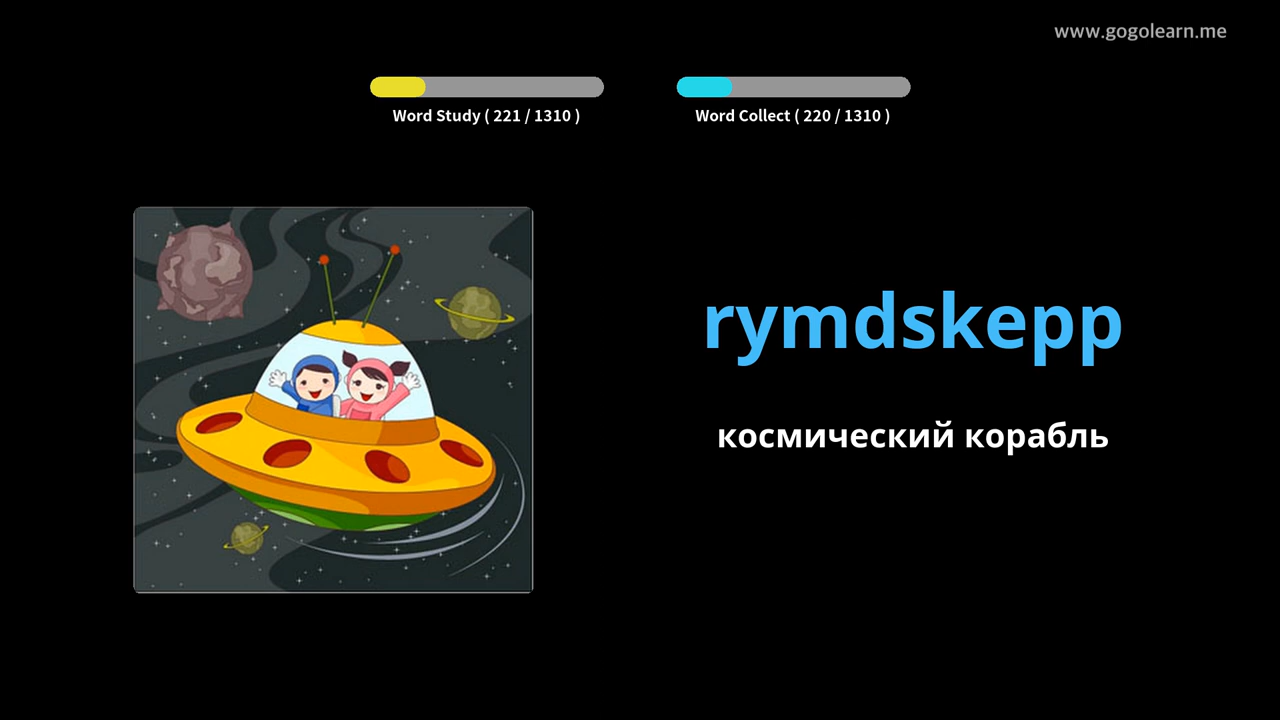 www.gogolearn.me
Word Study ( 221 / 1310 )
Word Collect ( 220 / 1310 )
rymdskepp
космический корабль